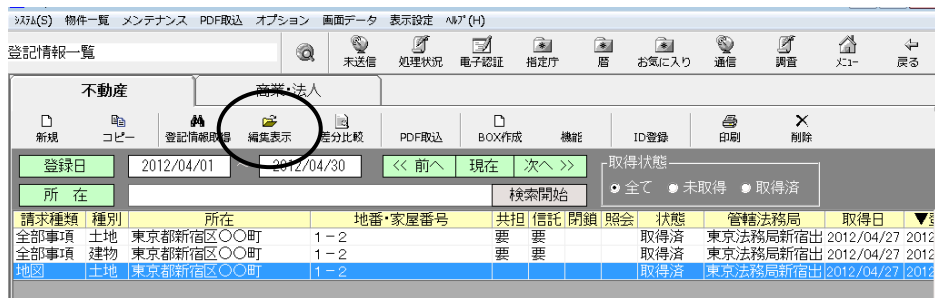 ｼｽﾃﾑ(S) 物件一覧 メンテナンス PDF取込 オプション 画面データ 表示設定 ﾍﾙﾌﾟ(H)
登記情報一覧 未送信 処理状況 電子認証 指定庁 暦 お気に入り 通信 調査 ﾒﾆｭｰ 戻る
不動産 商業・法人
新規 コピー 登記情報取得 編集表示 差分比較 PDF取込 BOX作成 機能 ID登録 印刷 削除
登録日 2012/04/01 2012/04/30 << 前へ 現在 次へ >> 取得状態
所 在 検索開始 全て 未取得 取得済
請求種類 種別 所在 地番・家屋番号 共担 信託 閉鎖 照会 状態 管轄法務局 取得日 ▼
全部事項 土地 東京都新宿区〇〇町 1－2 要 要 取得済 東京法務局新宿出 2012/04/27 2012
全部事項 建物 東京都新宿区〇〇町 1－2 要 要 取得済 東京法務局新宿出 2012/04/27 2012
地図 土地 東京都新宿区〇〇町 1－2 取得済 東京法務局新宿出 2012/04/27 2012